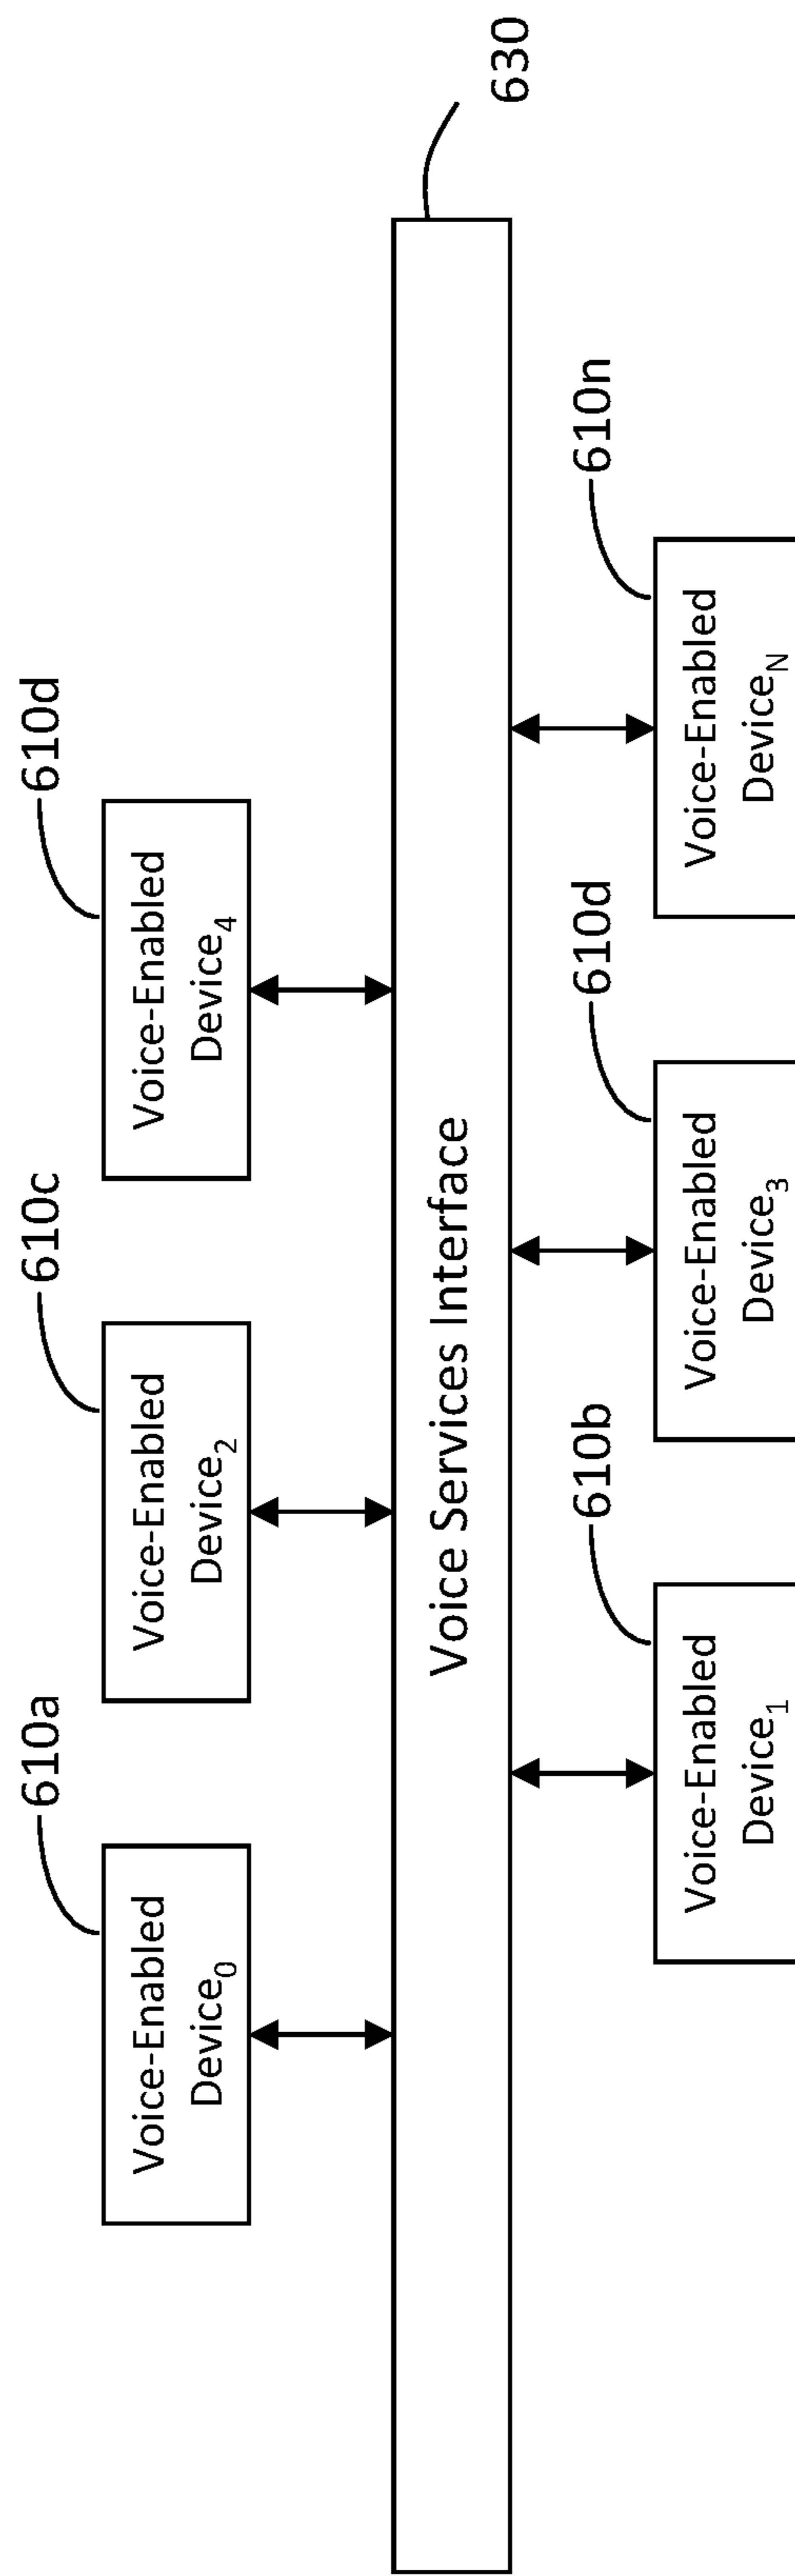 610a
610c
610d
Voice-Enabled
Device₀
Voice-Enabled
Device₂
Voice-Enabled
Device₄
630
Voice Services Interface
610b
610d
610n
Voice-Enabled
Device₁
Voice-Enabled
Device₃
Voice-Enabled
Device_N